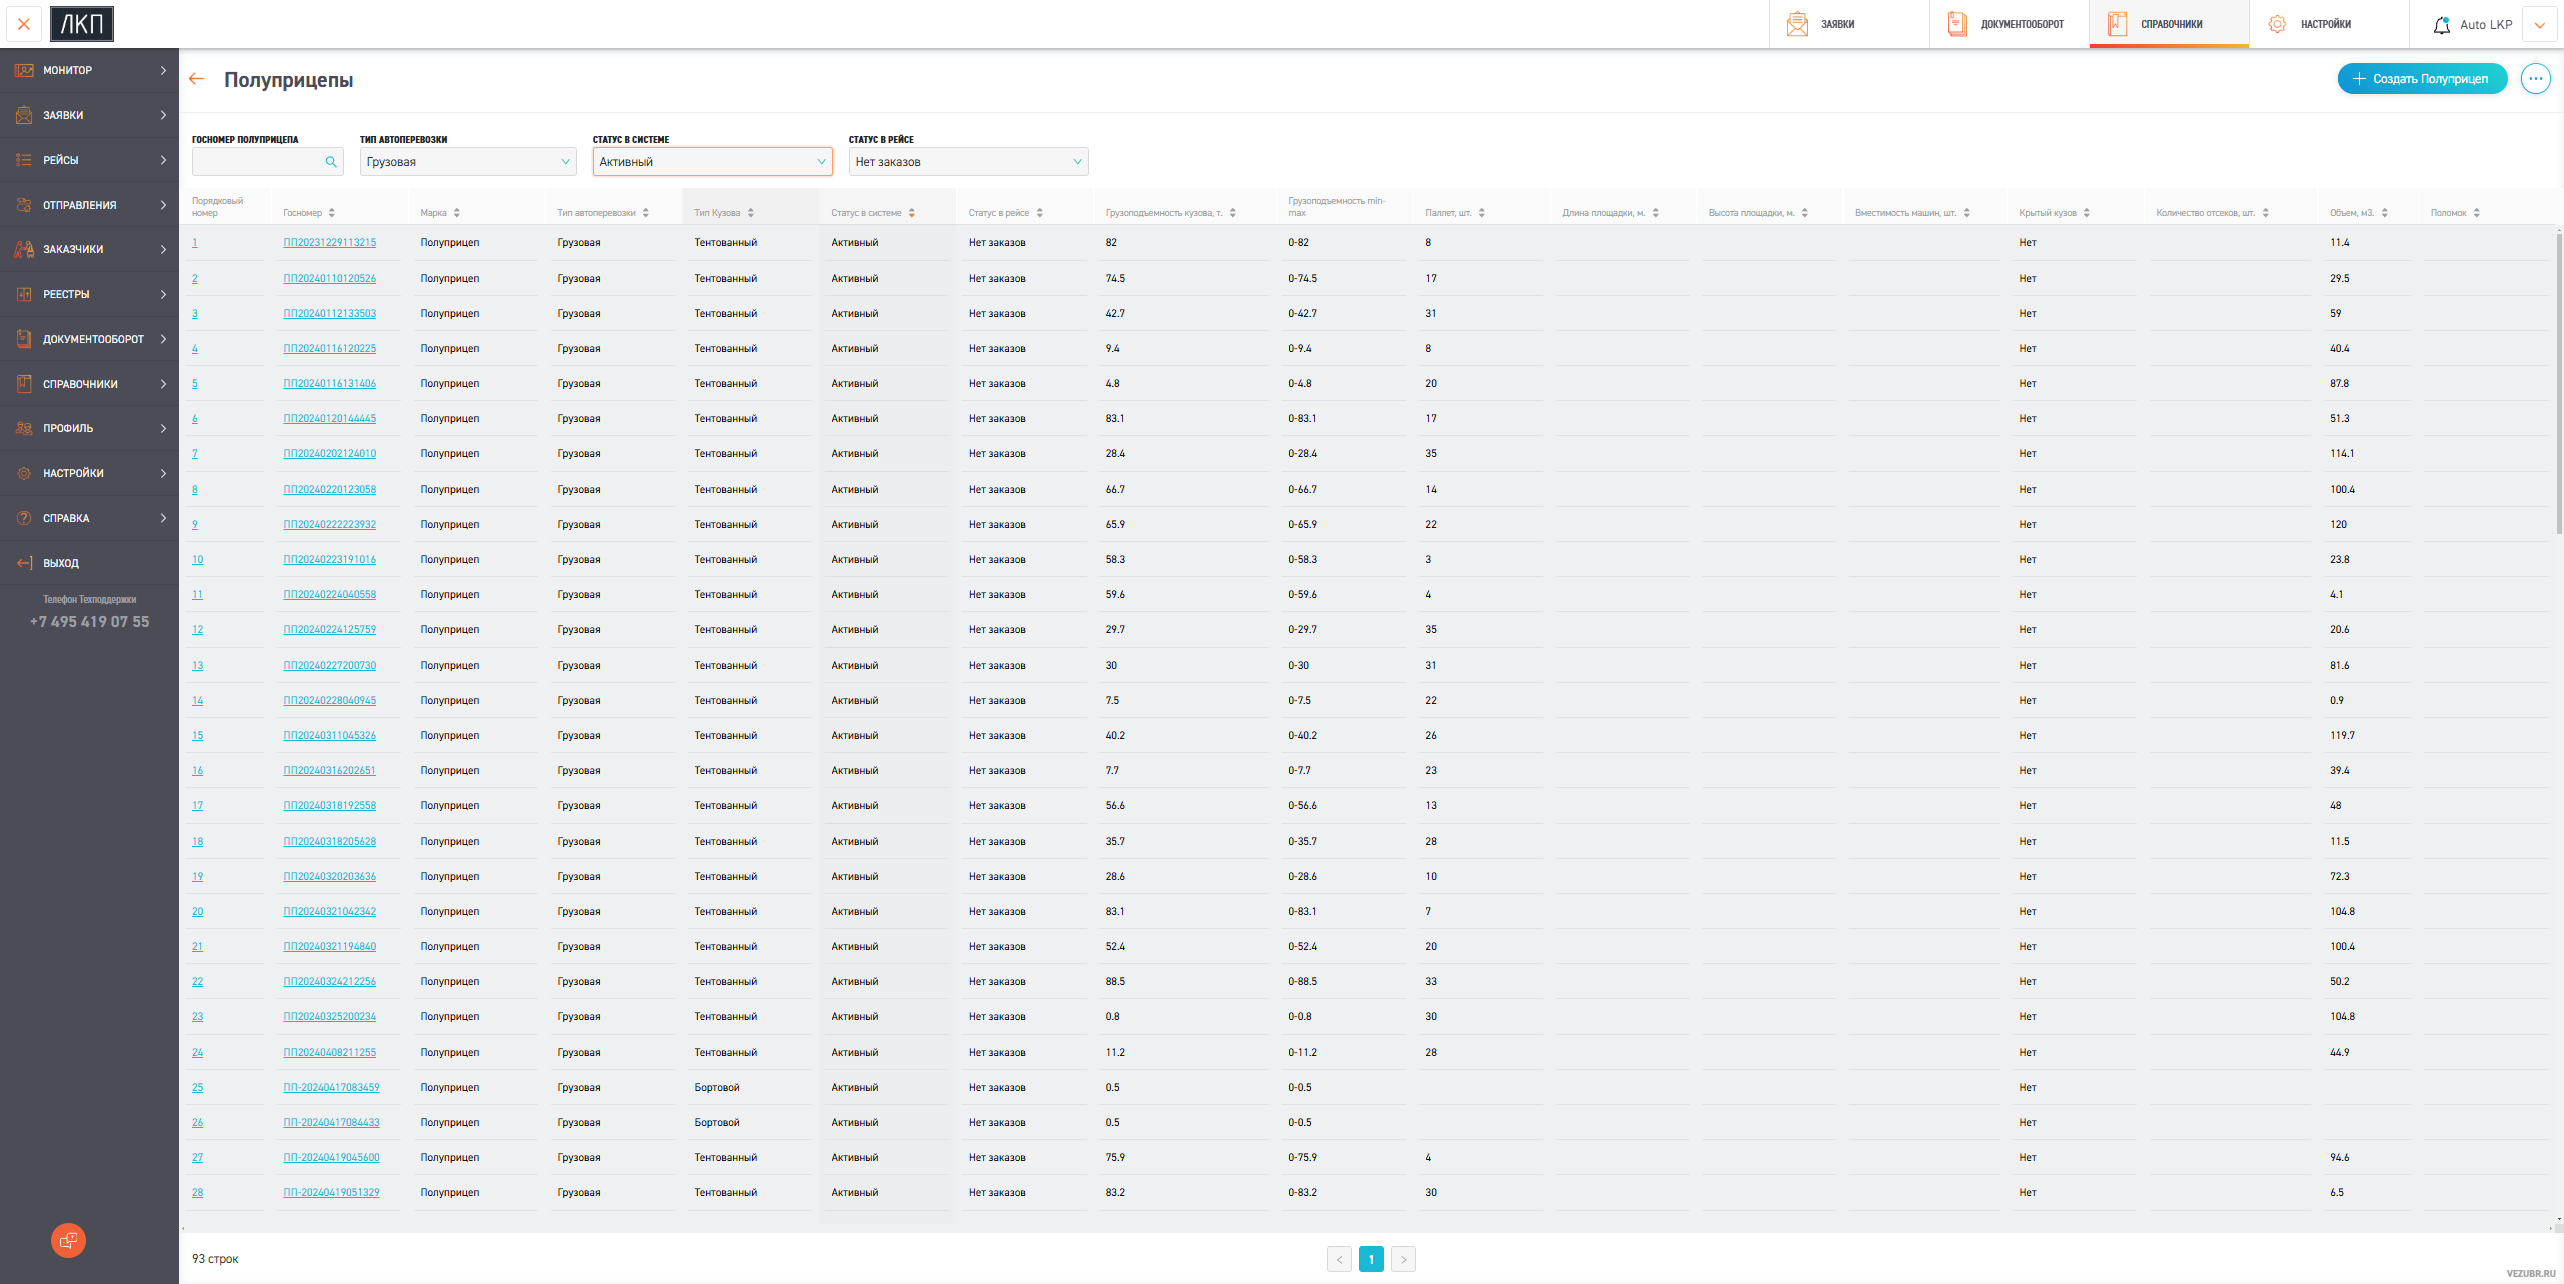 ЛКП
ЗАЯВКИ
ДОКУМЕНТООБОРОТ
СПРАВОЧНИКИ
НАСТРОЙКИ
Auto LKP
МОНИТОР
ЗАЯВКИ
РЕЙСЫ
ОТПРАВЛЕНИЯ
ЗАКАЗЧИКИ
РЕЕСТРЫ
ДОКУМЕНТООБОРОТ
СПРАВОЧНИКИ
ПРОФИЛЬ
НАСТРОЙКИ
СПРАВКА
ВЫХОД
Телефон Техподдержки
+7 495 419 07 55
Полуприцепы
Создать Полуприцеп
ГОСНОМЕР ПОЛУПРИЦЕПА
ТИП АВТОПЕРЕВОЗКИ
Грузовая
СТАТУС В СИСТЕМЕ
Активный
СТАТУС В РЕЙСЕ
Нет заказов
Порядковый номер Госномер Марка Тип автоперевозки Тип Кузова Статус в системе Статус в рейсе Грузоподъемность кузова, т. Грузоподъемность min-max Паллет, шт. Длина площадки, м. Высота площадки, м. Вместимость машин, шт. Крытый кузов Количество отсеков, шт. Объем, м3. Поломок
1 ПП20231229113215 Полуприцеп Грузовая Тентованный Активный Нет заказов 82 0-82 8 Нет 11.4
2 ПП20240110120526 Полуприцеп Грузовая Тентованный Активный Нет заказов 74.5 0-74.5 17 Нет 29.5
3 ПП20240112133503 Полуприцеп Грузовая Тентованный Активный Нет заказов 42.7 0-42.7 31 Нет 59
4 ПП20240116120225 Полуприцеп Грузовая Тентованный Активный Нет заказов 9.4 0-9.4 8 Нет 40.4
5 ПП20240116131406 Полуприцеп Грузовая Тентованный Активный Нет заказов 4.8 0-4.8 20 Нет 87.8
6 ПП20240120144445 Полуприцеп Грузовая Тентованный Активный Нет заказов 83.1 0-83.1 17 Нет 51.3
7 ПП20240202124010 Полуприцеп Грузовая Тентованный Активный Нет заказов 28.4 0-28.4 35 Нет 114.1
8 ПП20240220123058 Полуприцеп Грузовая Тентованный Активный Нет заказов 66.7 0-66.7 14 Нет 100.4
9 ПП20240222223932 Полуприцеп Грузовая Тентованный Активный Нет заказов 65.9 0-65.9 22 Нет 120
10 ПП20240223191016 Полуприцеп Грузовая Тентованный Активный Нет заказов 58.3 0-58.3 3 Нет 23.8
11 ПП20240224040558 Полуприцеп Грузовая Тентованный Активный Нет заказов 59.6 0-59.6 4 Нет 4.1
12 ПП20240224125759 Полуприцеп Грузовая Тентованный Активный Нет заказов 29.7 0-29.7 35 Нет 20.6
13 ПП20240227200730 Полуприцеп Грузовая Тентованный Активный Нет заказов 30 0-30 31 Нет 81.6
14 ПП20240228040945 Полуприцеп Грузовая Тентованный Активный Нет заказов 7.5 0-7.5 22 Нет 0.9
15 ПП20240311045326 Полуприцеп Грузовая Тентованный Активный Нет заказов 40.2 0-40.2 26 Нет 119.7
16 ПП20240316202651 Полуприцеп Грузовая Тентованный Активный Нет заказов 7.7 0-7.7 23 Нет 39.4
17 ПП20240318192558 Полуприцеп Грузовая Тентованный Активный Нет заказов 56.6 0-56.6 13 Нет 48
18 ПП20240318205628 Полуприцеп Грузовая Тентованный Активный Нет заказов 35.7 0-35.7 28 Нет 11.5
19 ПП20240320203636 Полуприцеп Грузовая Тентованный Активный Нет заказов 28.6 0-28.6 10 Нет 72.3
20 ПП20240321042342 Полуприцеп Грузовая Тентованный Активный Нет заказов 83.1 0-83.1 7 Нет 104.8
21 ПП20240321194840 Полуприцеп Грузовая Тентованный Активный Нет заказов 52.4 0-52.4 20 Нет 100.4
22 ПП20240324212256 Полуприцеп Грузовая Тентованный Активный Нет заказов 88.5 0-88.5 33 Нет 50.2
23 ПП20240325200234 Полуприцеп Грузовая Тентованный Активный Нет заказов 0.8 0-0.8 30 Нет 104.8
24 ПП20240408211255 Полуприцеп Грузовая Тентованный Активный Нет заказов 11.2 0-11.2 28 Нет 44.9
25 ПП-20240417083459 Полуприцеп Грузовая Бортовой Активный Нет заказов 0.5 0-0.5 Нет
26 ПП-20240417084433 Полуприцеп Грузовая Бортовой Активный Нет заказов 0.5 0-0.5 Нет
27 ПП-20240419045600 Полуприцеп Грузовая Тентованный Активный Нет заказов 75.9 0-75.9 4 Нет 94.6
28 ПП-20240419051329 Полуприцеп Грузовая Тентованный Активный Нет заказов 83.2 0-83.2 30 Нет 6.5
93 строк
< 1 >
VEZUBR.RU